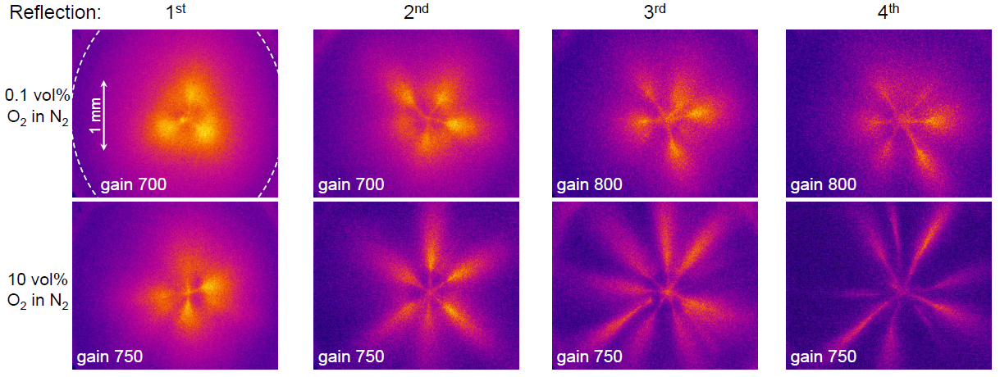 Reflection: 1st 2nd 3rd 4th
0.1 vol%
O2 in N2
1 mm
gain 700
gain 700
gain 800
gain 800
10 vol%
O2 in N2
gain 750
gain 750
gain 750
gain 750